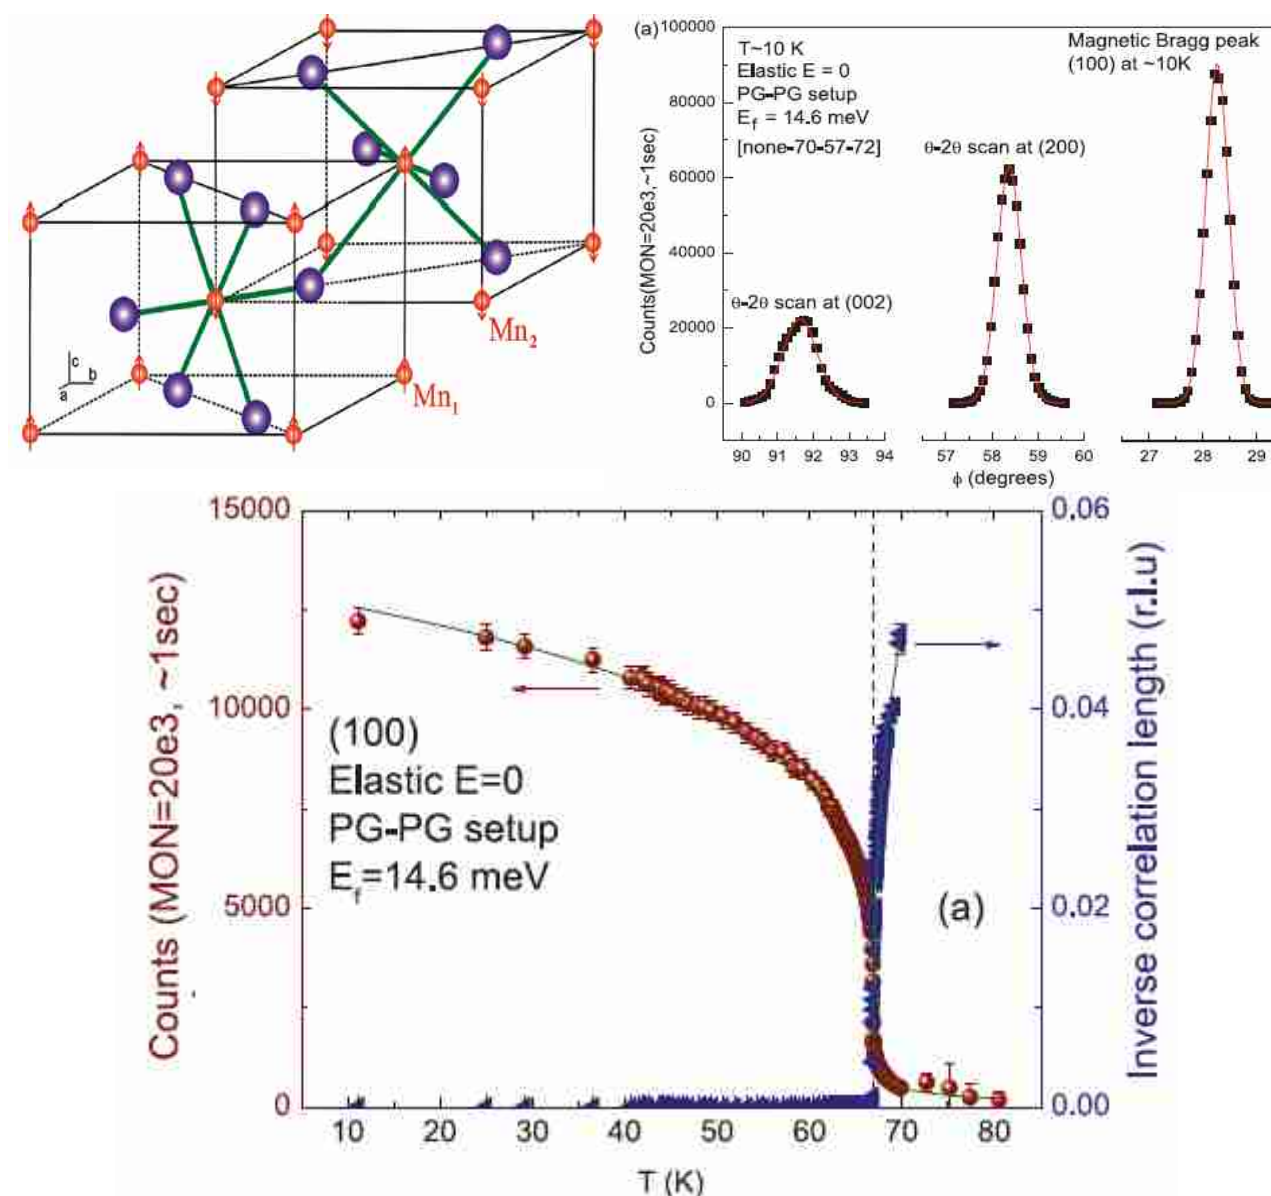 c
b
a
Mn₂
Mn₁
(a)
100000
80000
60000
40000
20000
0
Counts(MON=20e3,~1sec)
T~10 K
Elastic E = 0
PG-PG setup
E_f = 14.6 meV
[none-70-57-72]
Magnetic Bragg peak
(100) at ~10K
θ-2θ scan at (200)
θ-2θ scan at (002)
90 91 92 93 94
57 58 59 60
27 28 29
ϕ (degrees)
15000
10000
5000
0
Counts (MON=20e3, ~1sec)
(100)
Elastic E=0
PG-PG setup
E_f=14.6 meV
(a)
0.06
0.04
0.02
0.00
Inverse correlation length (r.l.u)
10 20 30 40 50 60 70 80
T (K)